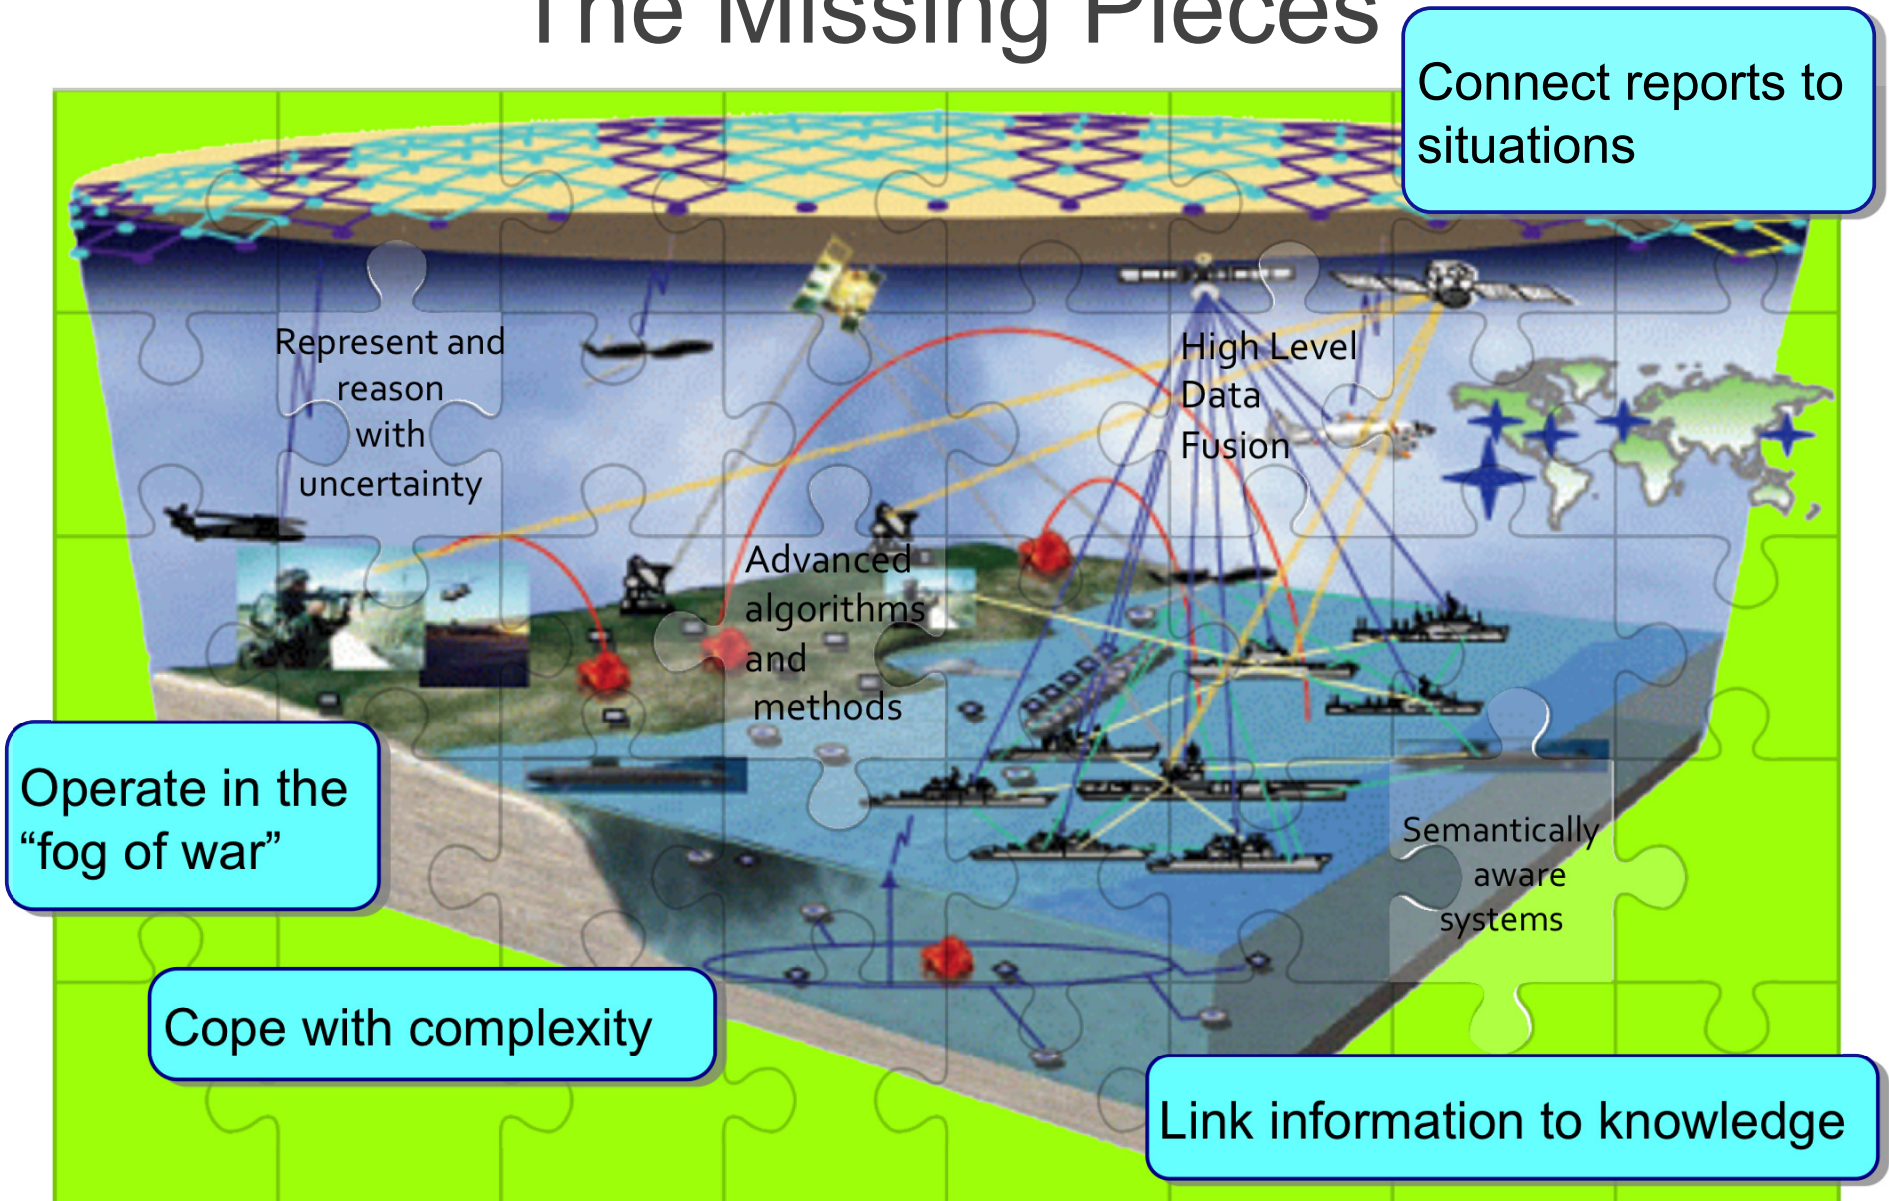 The Missing Pieces
Connect reports to
situations
Represent and
reason
with
uncertainty
High Level
Data
Fusion
Advanced
algorithms
and
methods
Operate in the
“fog of war”
Semantically
aware
systems
Cope with complexity
Link information to knowledge